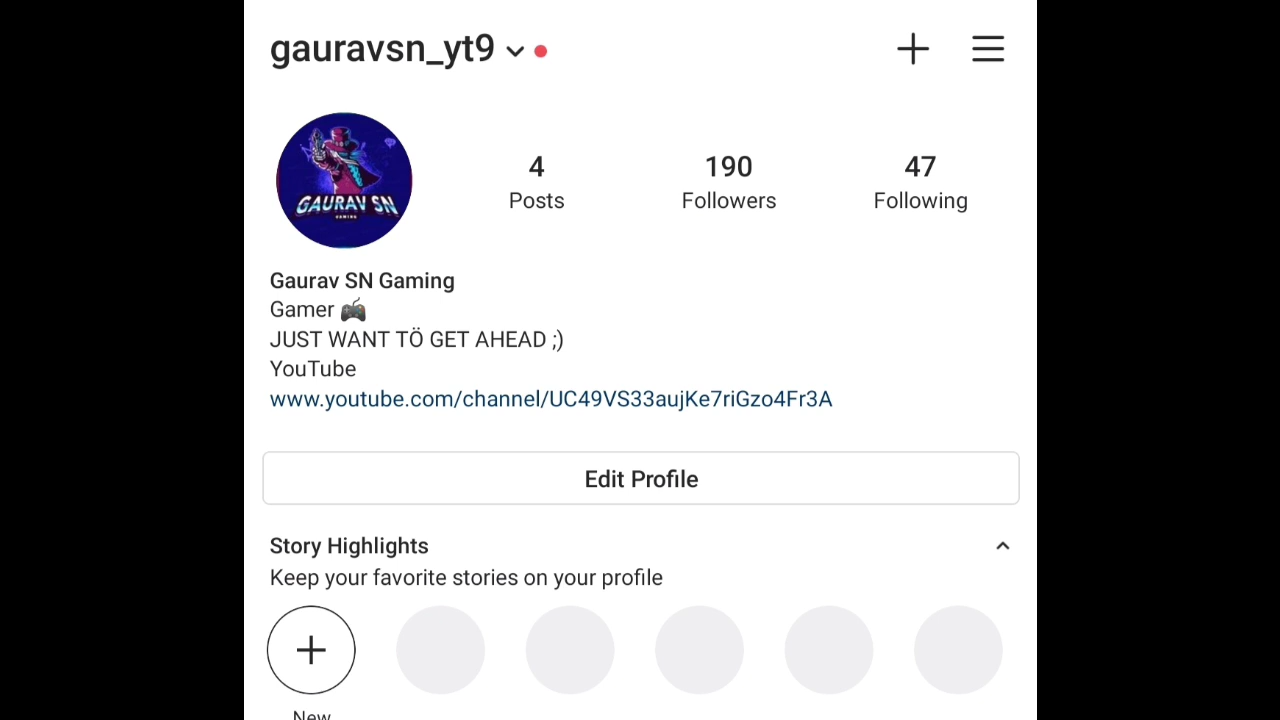 gauravsn_yt9
4
Posts
190
Followers
47
Following
GAURAV SN
GAMING
Gaurav SN Gaming
Gamer 🎮
JUST WANT TÖ GET AHEAD ;)
YouTube
www.youtube.com/channel/UC49VS33aujKe7riGzo4Fr3A
Edit Profile
Story Highlights
Keep your favorite stories on your profile
New